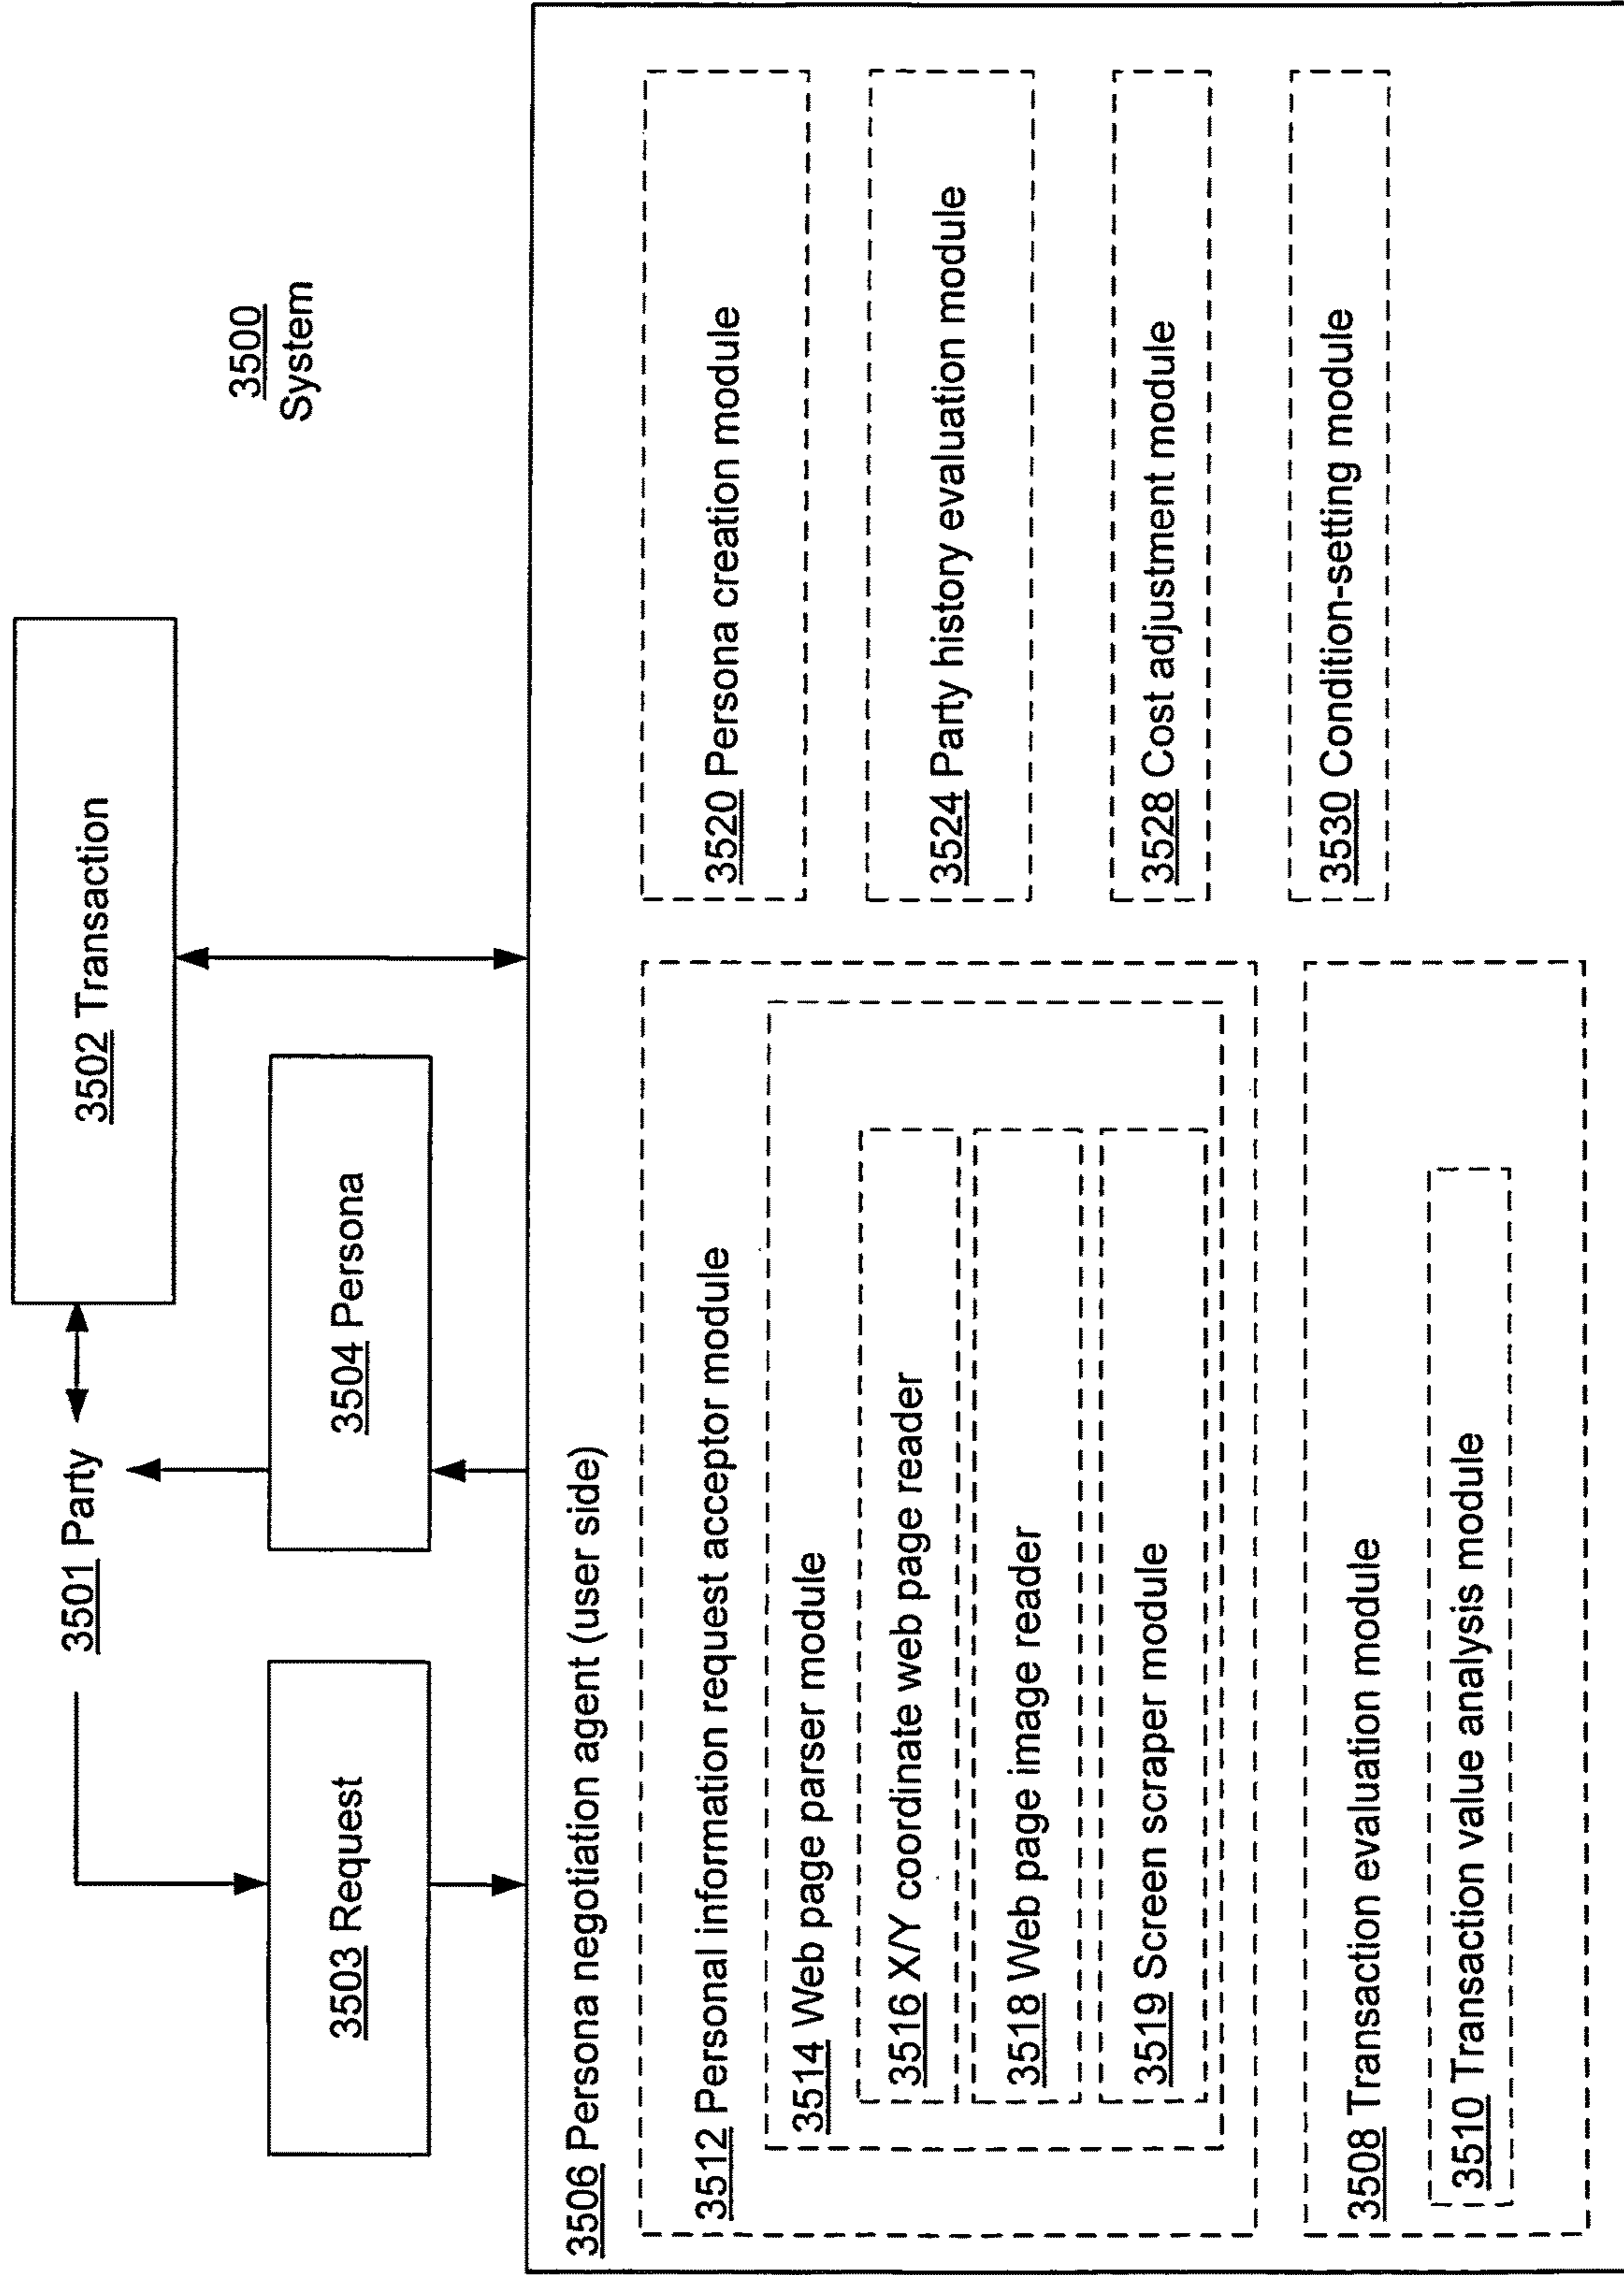 3500
System
3501 Party
3502 Transaction
3503 Request
3504 Persona
3506 Persona negotiation agent (user side)
3512 Personal information request acceptor module
3514 Web page parser module
3516 X/Y coordinate web page reader
3518 Web page image reader
3519 Screen scraper module
3508 Transaction evaluation module
3510 Transaction value analysis module
3520 Persona creation module
3524 Party history evaluation module
3528 Cost adjustment module
3530 Condition-setting module